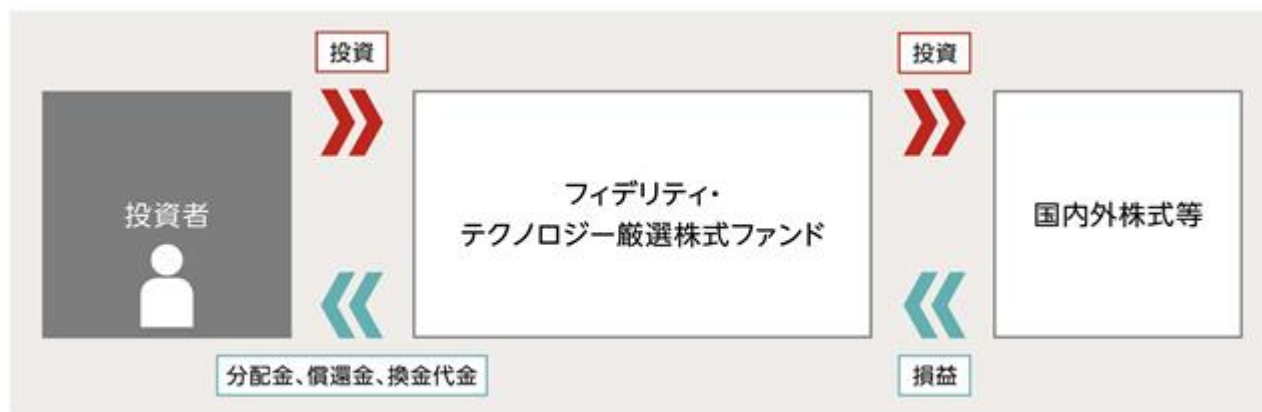 投資
投資
投資者
フィデリティ・
テクノロジー厳選株式ファンド
国内外株式等
分配金、償還金、換金代金
損益